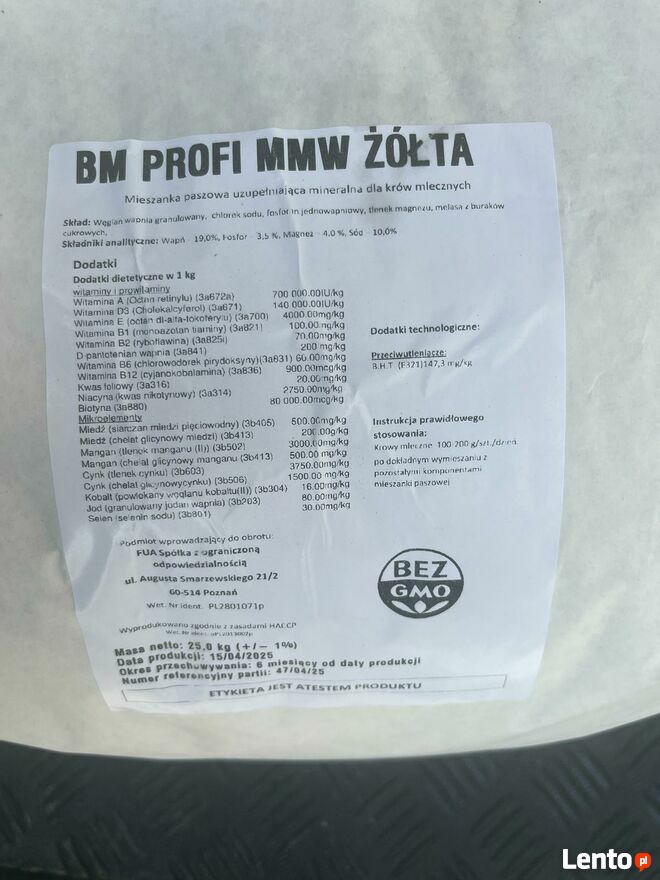 BM PROFI MMW ŻÓŁTA
Mieszanka paszowa uzupełniająca mineralna dla krów mlecznych
Skład: Węglan wapnia granulowany, chlorek sodu, fosforan jednowapniowy, tlenek magnezu, melasa z buraków
cukrowych,
Składniki analityczne: Wapń - 19,0%, Fosfor - 3,5 %, Magnez - 4,0 %, Sód - 10,0%
Dodatki
Dodatki dietetyczne w 1 kg
witaminy i prowitaminy
Witamina A (Octan retinylu) (3a672a) 700 000.00IU/kg
Witamina D3 (Cholekalcyferol) (3a671) 140 000.00IU/kg
Witamina E (octan dl-alfa-tokoferylu) (3a700) 4000.00mg/kg
Witamina B1 (monoazotan tiaminy) (3a821) 100.00mg/kg
Witamina B2 (ryboflawina) (3a825i) 70.00mg/kg
D pantotenian wapnia (3a841) 200 mg/kg
Witamina B6 (chlorowodorek pirydoksyny)(3a831) 60.00mg/kg
Witamina B12 (cyjanokobalamina) (3a836) 900.00mcg/kg
Kwas foliowy (3a316) 20.00mg/kg
Niacyna (kwas nikotynowy) (3a314) 2750.00mg/kg
Biotyna (3a880) 80 000.00mcg/kg
Mikroelementy
Miedź (siarczan miedzi pięciowodny) (3b405) 500.00mg/kg
Miedź (chelat glicynowy miedzi) (3b413) 200.00g/kg
Mangan (tlenek manganu (II)) (3b502) 3000.00mg/kg
Mangan (chelat glicynowy manganu (3b413) 500.00 mg/kg
Cynk (tlenek cynku) (3b603) 3750.00mg/kg
Cynk (chelat glicynowycynku) (3b506) 1500.00 mg/kg
Kobalt (powlekany węglanu kobaltu(II)) (3b304) 16.00mg/kg
Jod (granulowany jodan wapnia) (3b203) 80.00mg/kg
Selen (selenin sodu) (3b801) 30.00mg/kg
Dodatki technologiczne:
Przeciwutleniacze:
B.H.T. (E321)147,3 mg/kg
Instrukcja prawidłowego
stosowania:
Krowy mleczne 100-200 g/szt./dzień
po dokładnym wymieszaniu z
pozostałymi komponentami
mieszanki paszowej
Podmiot wprowadzający do obrotu:
FUA Spółka z ograniczoną
odpowiedzialnością
ul. Augusta Smarzewskiego 21/2
60-514 Poznań
Wet. Nr ident. PL2801071p
BEZ
GMO
Wyprodukowano zgodnie z zasadami HACCP
Wet. Nr ident.
Masa netto: 25,0 kg (+/- 1%)
Data produkcji: 15/04/2025
Okres przechowywania: 6 miesięcy od daty produkcji
Numer referencyjny partii: 47/04/25
ETYKIETA JEST ATESTEM PRODUKTU
Lento.pl